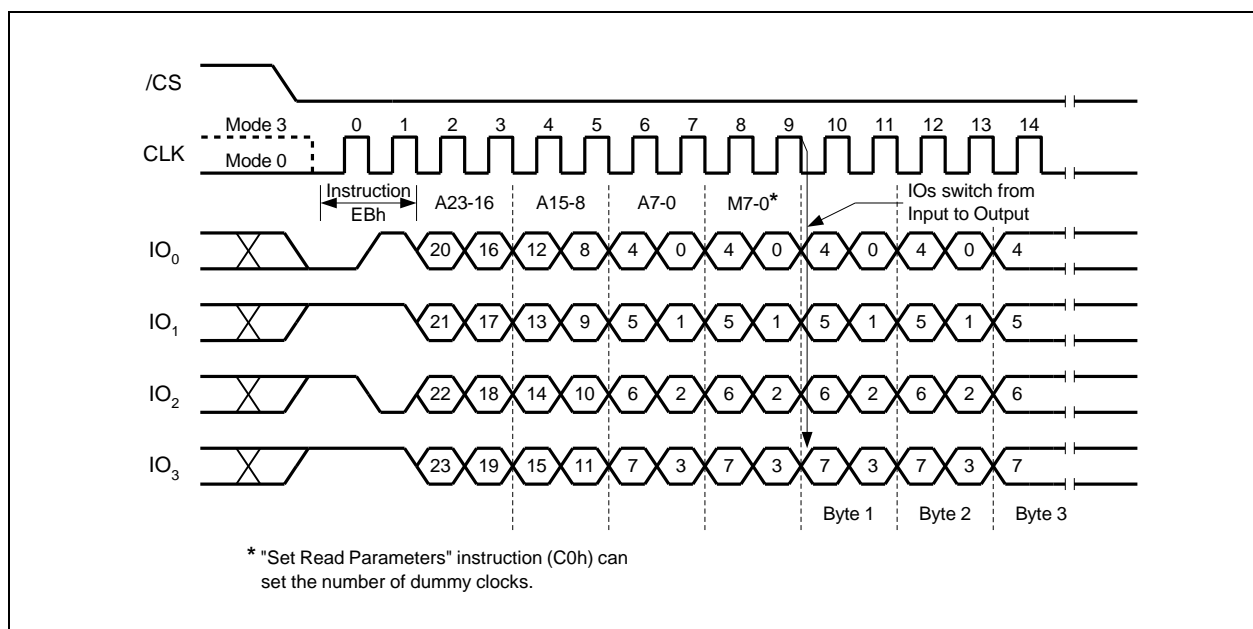 /CS
Mode 3 0 1 2 3 4 5 6 7 8 9 10 11 12 13 14
CLK
Mode 0
Instruction
EBh
A23-16 A15-8 A7-0 M7-0*
IOs switch from
Input to Output
IO0 20 16 12 8 4 0 4 0 4 0 4 0 4
IO1 21 17 13 9 5 1 5 1 5 1 5 1 5
IO2 22 18 14 10 6 2 6 2 6 2 6 2 6
IO3 23 19 15 11 7 3 7 3 7 3 7 3 7
Byte 1 Byte 2 Byte 3
* "Set Read Parameters" instruction (C0h) can
set the number of dummy clocks.